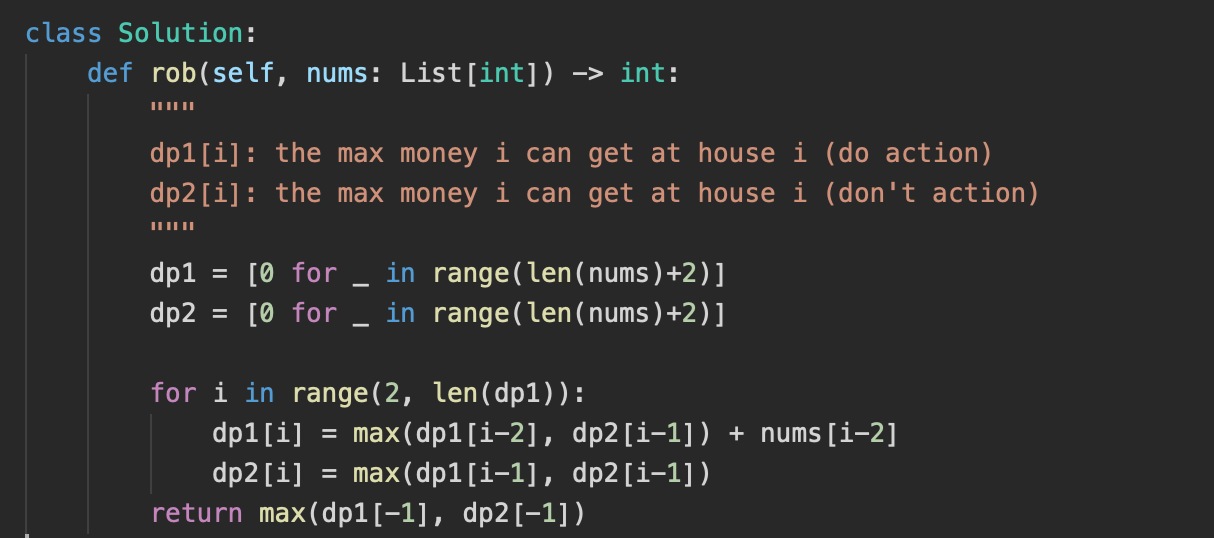 class Solution:
    def rob(self, nums: List[int]) -> int:
        """
        dp1[i]: the max money i can get at house i (do action)
        dp2[i]: the max money i can get at house i (don't action)
        """
        dp1 = [0 for _ in range(len(nums)+2)]
        dp2 = [0 for _ in range(len(nums)+2)]

        for i in range(2, len(dp1)):
            dp1[i] = max(dp1[i-2], dp2[i-1]) + nums[i-2]
            dp2[i] = max(dp1[i-1], dp2[i-1])
        return max(dp1[-1], dp2[-1])